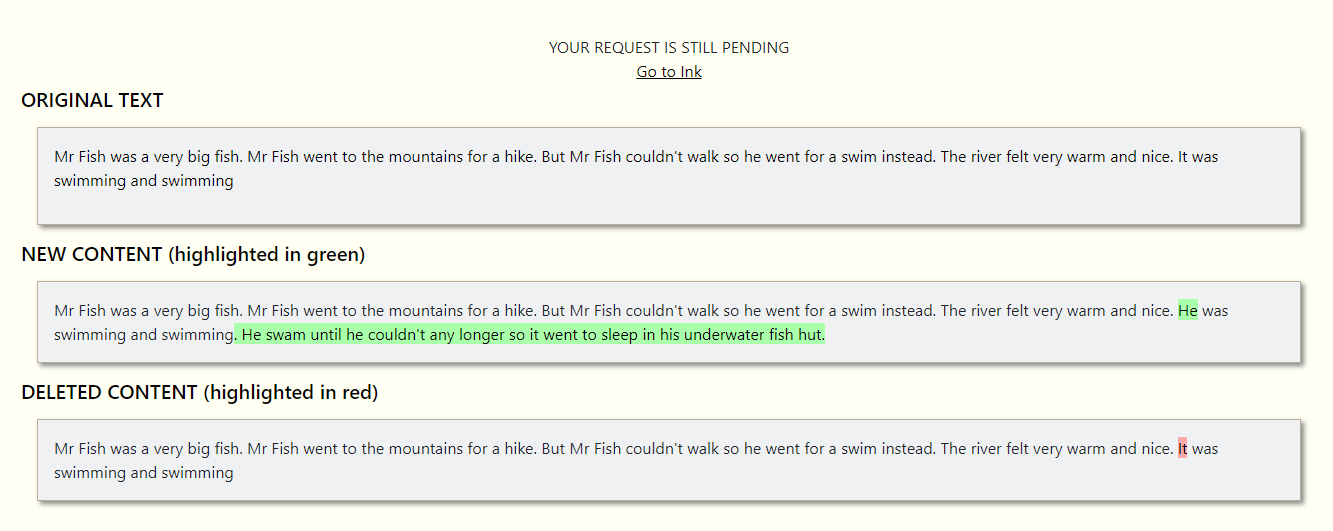 YOUR REQUEST IS STILL PENDING
Go to Ink
ORIGINAL TEXT
Mr Fish was a very big fish. Mr Fish went to the mountains for a hike. But Mr Fish couldn't walk so he went for a swim instead. The river felt very warm and nice. It was
swimming and swimming
NEW CONTENT (highlighted in green)
Mr Fish was a very big fish. Mr Fish went to the mountains for a hike. But Mr Fish couldn't walk so he went for a swim instead. The river felt very warm and nice. He was
swimming and swimming. He swam until he couldn't any longer so it went to sleep in his underwater fish hut.
DELETED CONTENT (highlighted in red)
Mr Fish was a very big fish. Mr Fish went to the mountains for a hike. But Mr Fish couldn't walk so he went for a swim instead. The river felt very warm and nice. It was
swimming and swimming